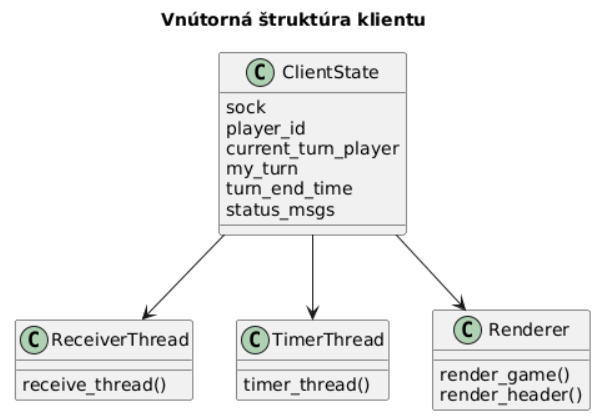 Vnútorná štruktúra klientu
C ClientState
sock
player_id
current_turn_player
my_turn
turn_end_time
status_msgs
C ReceiverThread
receive_thread()
C TimerThread
timer_thread()
C Renderer
render_game()
render_header()